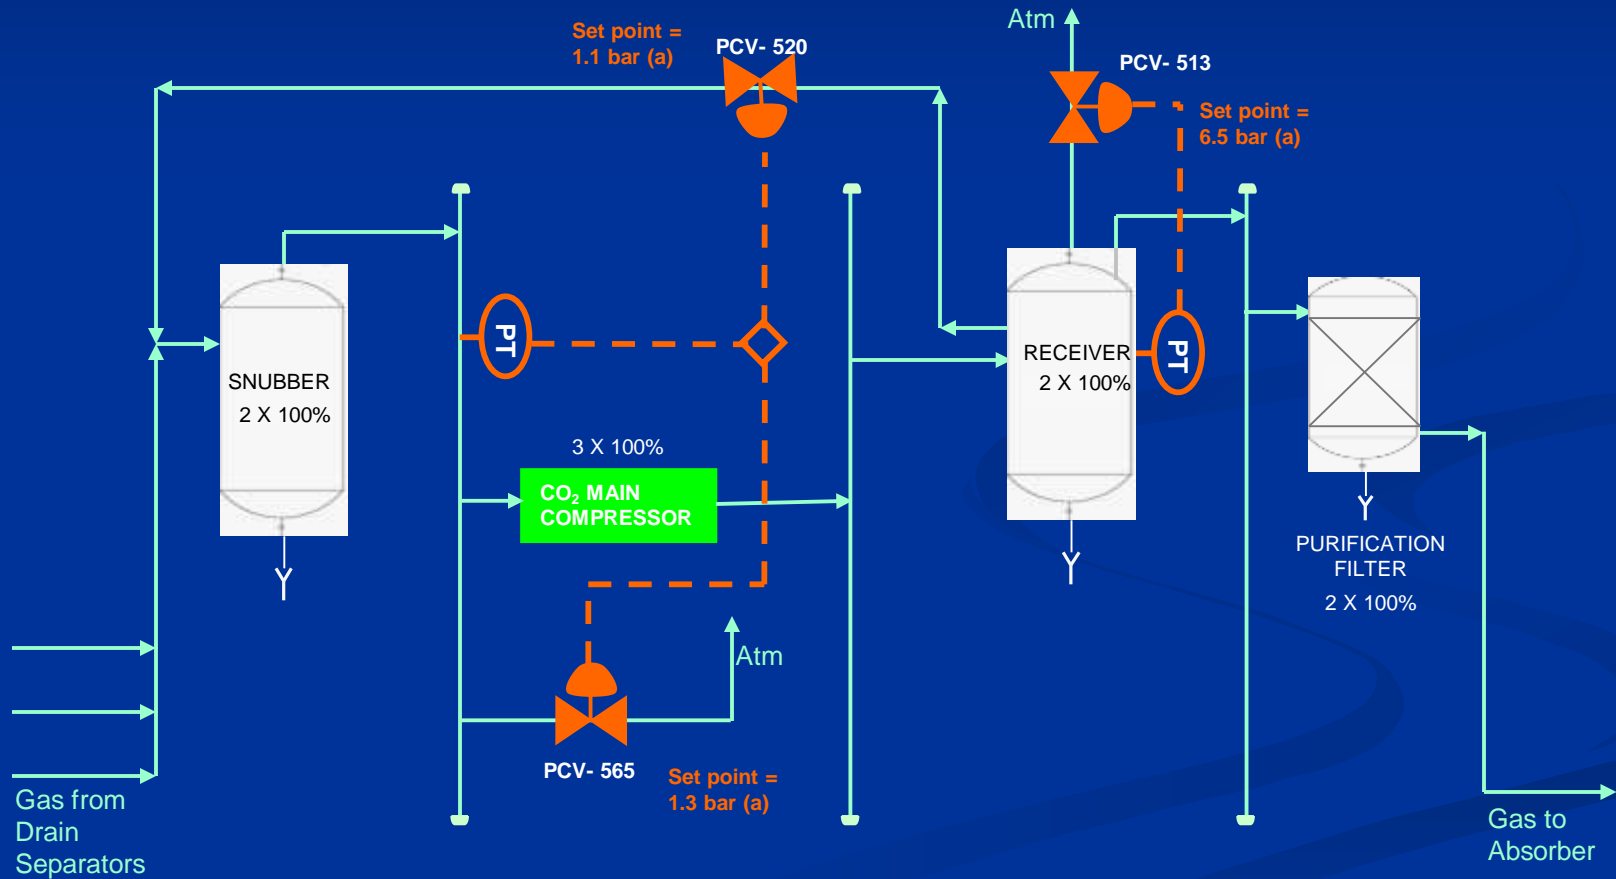 Atm
Set point =
1.1 bar (a)
PCV- 520
PCV- 513
Set point =
6.5 bar (a)
PT
PT
SNUBBER
2 X 100%
RECEIVER
2 X 100%
3 X 100%
CO₂ MAIN
COMPRESSOR
PURIFICATION
FILTER
2 X 100%
Atm
PCV- 565
Set point =
1.3 bar (a)
Gas from
Drain
Separators
Gas to
Absorber